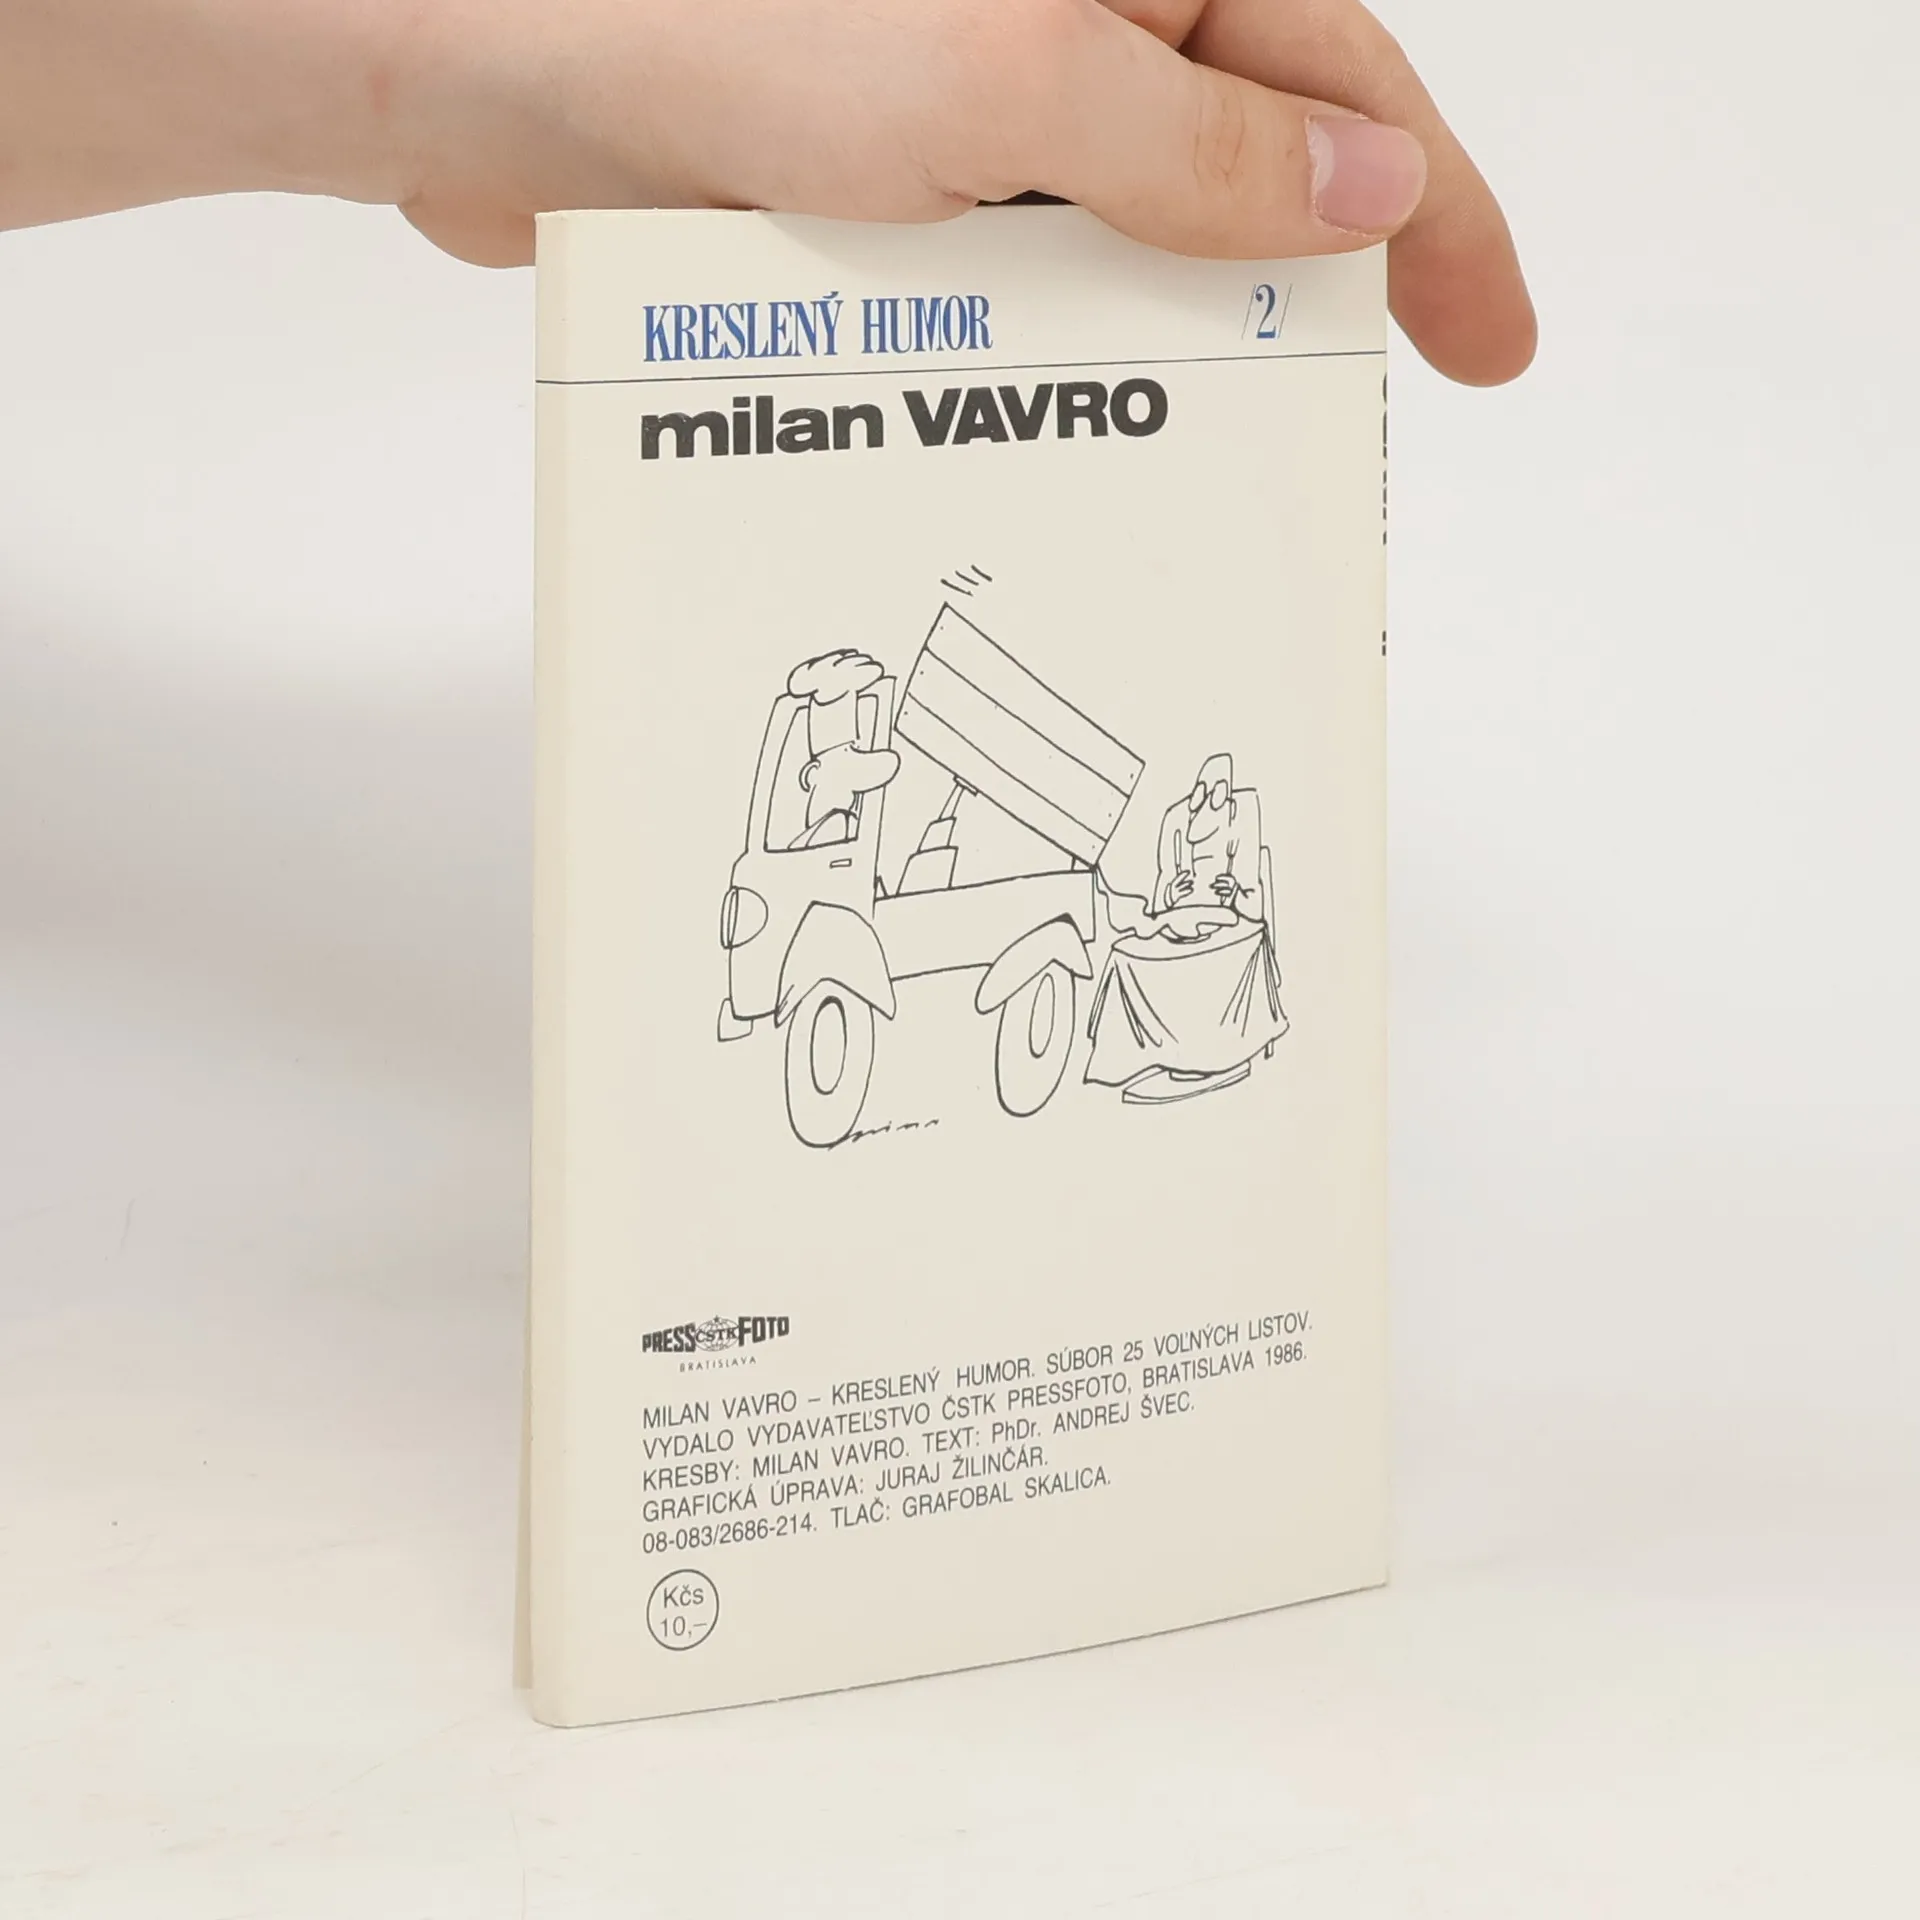 KRESLENÝ HUMOR /2/
milan VAVRO
PRESS ČSTK FOTO
BRATISLAVA
MILAN VAVRO – KRESLENÝ HUMOR. SÚBOR 25 VOĽNÝCH LISTOV.
VYDALO VYDAVATEĽSTVO ČSTK PRESSFOTO, BRATISLAVA 1986.
KRESBY: MILAN VAVRO. TEXT: PhDr. ANDREJ ŠVEC.
GRAFICKÁ ÚPRAVA: JURAJ ŽILINČÁR.
08-083/2686-214. TLAČ: GRAFOBAL SKALICA.
Kčs
10,–